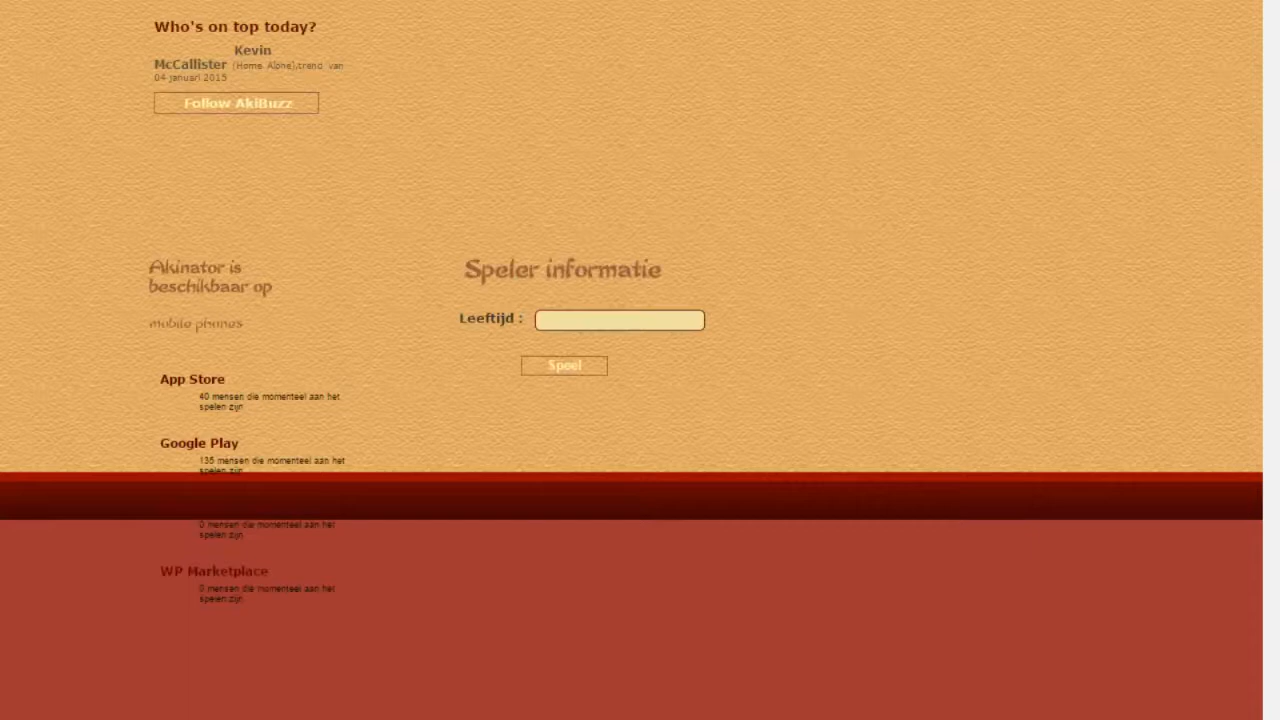 Who's on top today?
Kevin
McCallister (Home Alone),trend van
04 januari 2015
Follow AkiBuzz
Akinator is
beschikbaar op
mobile phones
Speler informatie
Leeftijd :
Speel
App Store
40 mensen die momenteel aan het
spelen zijn
Google Play
135 mensen die momenteel aan het
spelen zijn
0 mensen die momenteel aan het
spelen zijn
WP Marketplace
0 mensen die momenteel aan het
spelen zijn